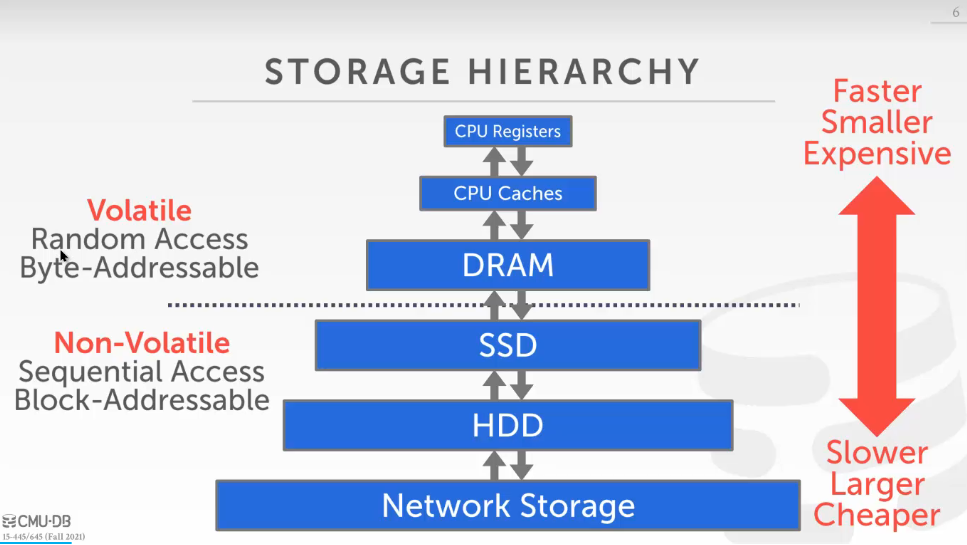 6
STORAGE HIERARCHY
Faster
Smaller
Expensive
CPU Registers
CPU Caches
Volatile
Random Access
Byte-Addressable
DRAM
Non-Volatile
Sequential Access
Block-Addressable
SSD
HDD
Slower
Larger
Cheaper
Network Storage
CMU·DB
15-445/645 (Fall 2021)